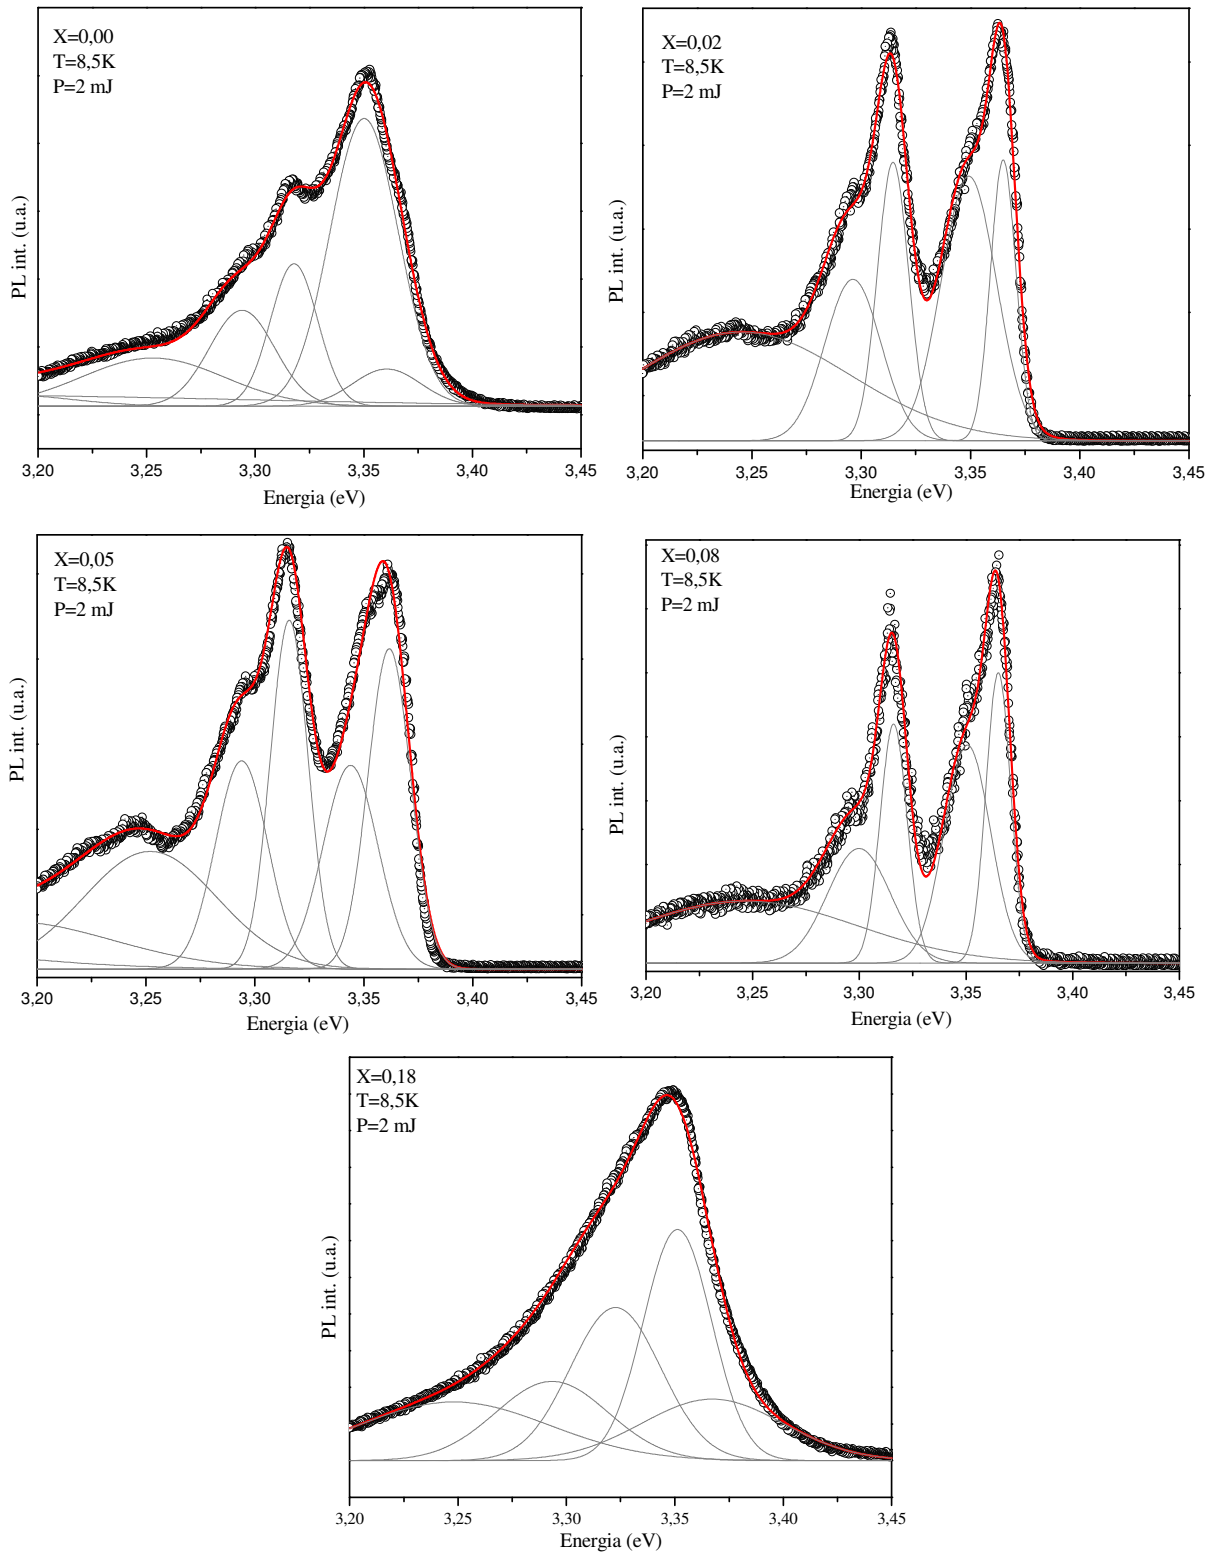 X=0,00
T=8,5K
P=2 mJ
PL int. (u.a.)
3,20 3,25 3,30 3,35 3,40 3,45
Energia (eV)
X=0,02
T=8,5K
P=2 mJ
PL int. (u.a.)
3,20 3,25 3,30 3,35 3,40 3,45
Energia (eV)
X=0,05
T=8,5K
P=2 mJ
PL int. (u.a.)
3,20 3,25 3,30 3,35 3,40 3,45
Energia (eV)
X=0,08
T=8,5K
P=2 mJ
PL int. (u.a.)
3,20 3,25 3,30 3,35 3,40 3,45
Energia (eV)
X=0,18
T=8,5K
P=2 mJ
PL int. (u.a.)
3,20 3,25 3,30 3,35 3,40 3,45
Energia (eV)